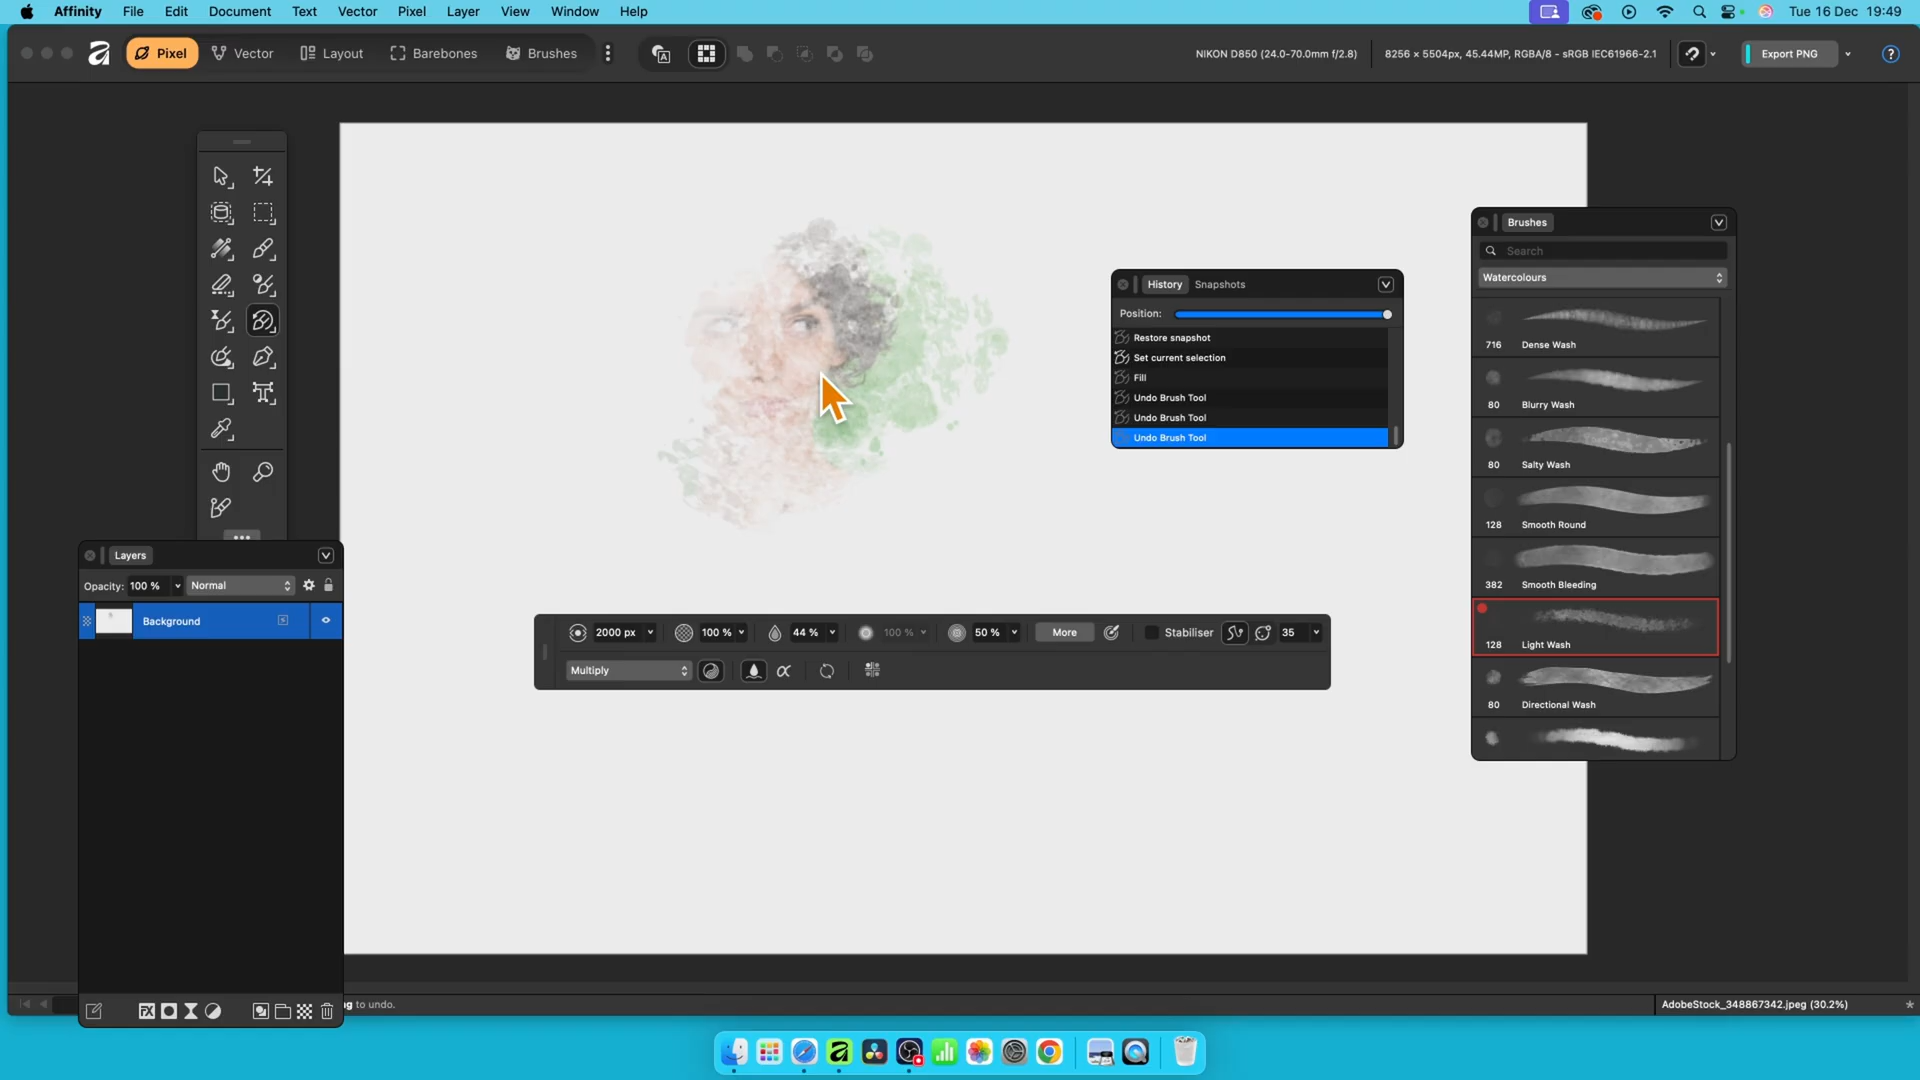 Affinity File Edit Document Text Vector Pixel Layer View Window Help Tue 16 Dec 19:49
Pixel Vector Layout Barebones Brushes NIKON D850 (24.0-70.0mm f/2.8) 8256 x 5504px, 45.44MP, RGBA/8 - sRGB IEC61966-2.1 Export PNG ?
Brushes
Search
Watercolours
716 Dense Wash
80 Blurry Wash
80 Salty Wash
128 Smooth Round
382 Smooth Bleeding
128 Light Wash
80 Directional Wash
History Snapshots
Position:
Restore snapshot
Set current selection
Fill
Undo Brush Tool
Undo Brush Tool
Undo Brush Tool
Layers
Opacity: 100 % Normal
Background
2000 px 100 % 44 % 100 % 50 % More Stabiliser 35
Multiply
to undo.
AdobeStock_348867342.jpeg (30.2%) *